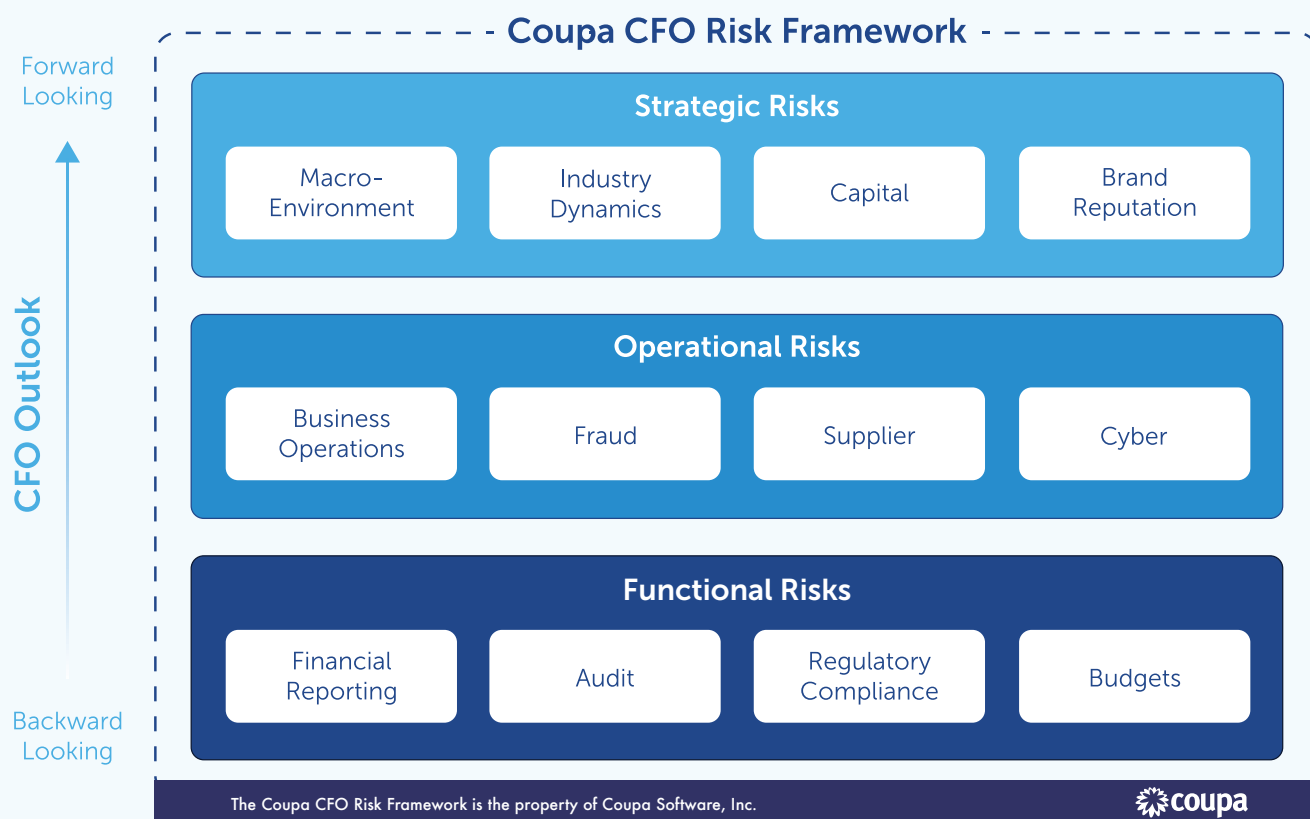 Coupa CFO Risk Framework
Forward
Looking
CFO Outlook
Backward
Looking
Strategic Risks
Macro-
Environment
Industry
Dynamics
Capital
Brand
Reputation
Operational Risks
Business
Operations
Fraud
Supplier
Cyber
Functional Risks
Financial
Reporting
Audit
Regulatory
Compliance
Budgets
The Coupa CFO Risk Framework is the property of Coupa Software, Inc.
coupa